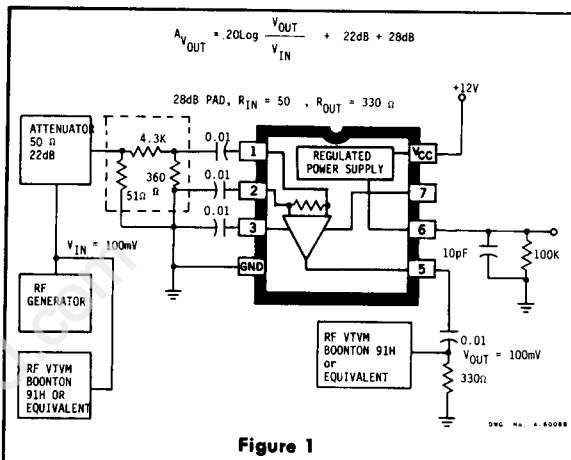 A_VOUT = .20Log V_OUT / V_IN + 22dB + 28dB
28dB PAD, R_IN = 50 , R_OUT = 330 Ω
+12V
ATTENUATOR
50 Ω
22dB
4.3K
51Ω
360
Ω
0.01
0.01
0.01
1
2
3
GND
REGULATED
POWER SUPPLY
V_CC
7
6
5
10pF
100K
V_IN = 100mV
RF
GENERATOR
RF VTVM
BOONTON
91H OR
EQUIVALENT
RF VTVM
BOONTON 91H
or
EQUIVALENT
0.01
V_OUT = 100mV
330Ω
DWG No. A-80088
Figure 1